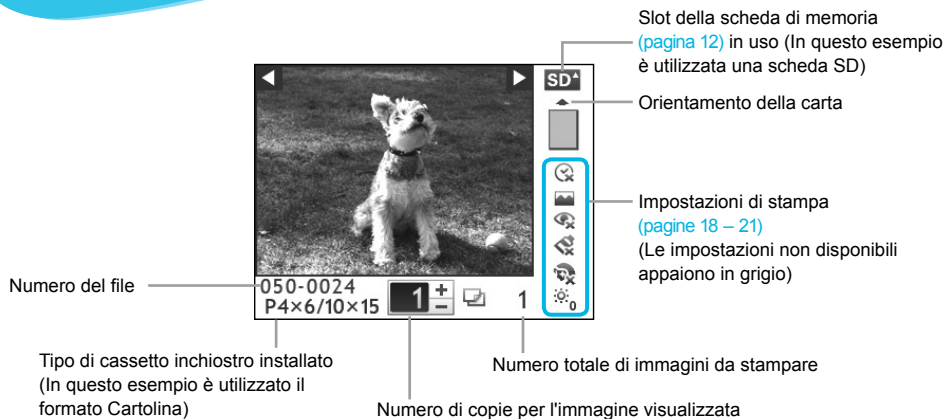 Slot della scheda di memoria
(pagina 12) in uso (In questo esempio
è utilizzata una scheda SD)
SD
Orientamento della carta
Impostazioni di stampa
(pagine 18 – 21)
(Le impostazioni non disponibili
appaiono in grigio)
0
Numero del file
050-0024
P4×6/10×15
1 + −
1
Tipo di cassetto inchiostro installato
(In questo esempio è utilizzato il
formato Cartolina)
Numero totale di immagini da stampare
Numero di copie per l'immagine visualizzata